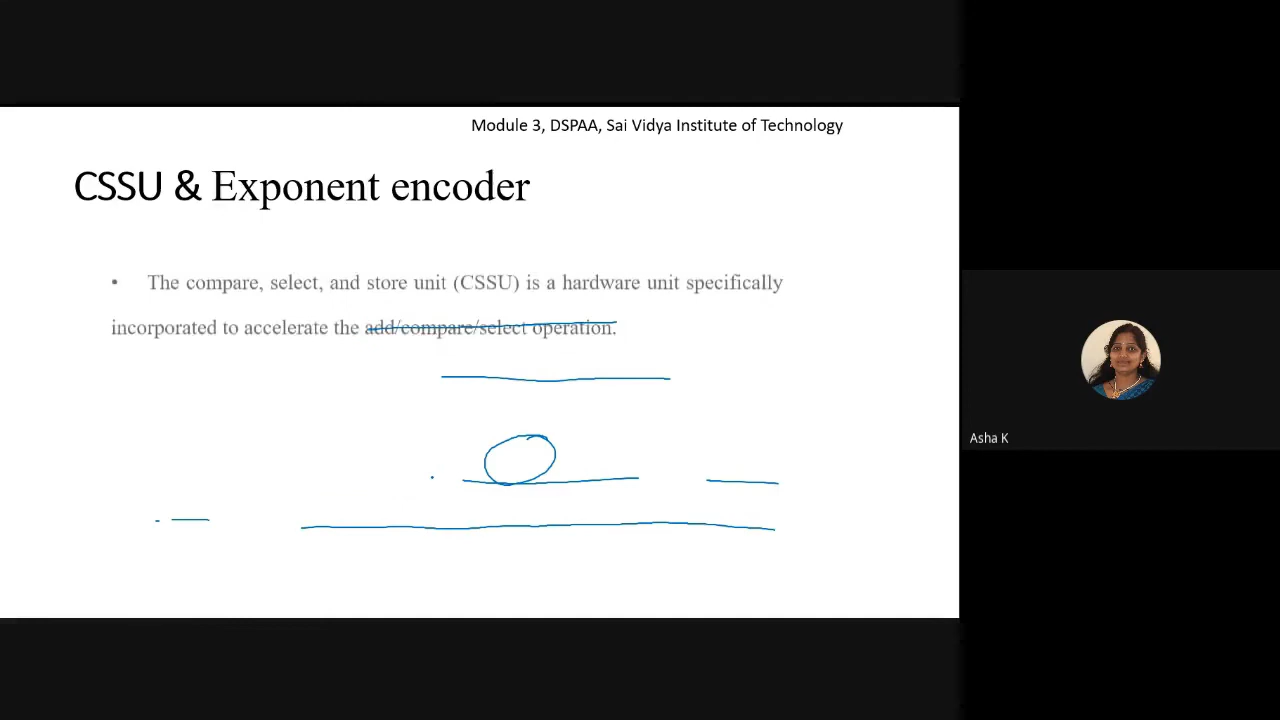 Module 3, DSPAA, Sai Vidya Institute of Technology
CSSU & Exponent encoder
• The compare, select, and store unit (CSSU) is a hardware unit specifically
incorporated to accelerate the add/compare/select operation.
Asha K